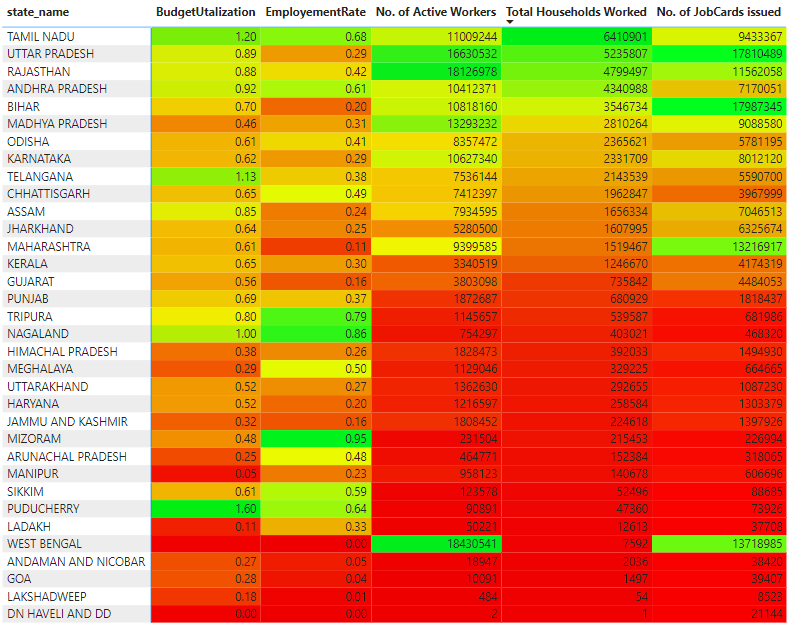 state_name BudgetUtalization EmployementRate No. of Active Workers Total Households Worked No. of JobCards issued
TAMIL NADU 1.20 0.68 11009244 6410901 9433367
UTTAR PRADESH 0.89 0.29 16630532 5235807 17810489
RAJASTHAN 0.88 0.42 18126978 4799497 11562058
ANDHRA PRADESH 0.92 0.61 10412371 4340988 7170051
BIHAR 0.70 0.20 10818160 3546734 17987345
MADHYA PRADESH 0.46 0.31 13293232 2810264 9088580
ODISHA 0.61 0.41 8357472 2365621 5781195
KARNATAKA 0.62 0.29 10627340 2331709 8012120
TELANGANA 1.13 0.38 7536144 2143539 5590700
CHHATTISGARH 0.65 0.49 7412397 1962847 3967999
ASSAM 0.85 0.24 7934595 1656334 7046513
JHARKHAND 0.64 0.25 5280500 1607995 6325674
MAHARASHTRA 0.61 0.11 9399585 1519467 13216917
KERALA 0.65 0.30 3340519 1246670 4174319
GUJARAT 0.56 0.16 3803098 735842 4484053
PUNJAB 0.69 0.37 1872687 680929 1818437
TRIPURA 0.80 0.79 1145657 539587 681986
NAGALAND 1.00 0.86 754297 403021 468320
HIMACHAL PRADESH 0.38 0.26 1828473 392033 1494930
MEGHALAYA 0.29 0.50 1129046 329225 664665
UTTARAKHAND 0.52 0.27 1362630 292655 1087230
HARYANA 0.52 0.20 1216597 258584 1303379
JAMMU AND KASHMIR 0.32 0.16 1808452 224618 1397926
MIZORAM 0.48 0.95 231504 215453 226994
ARUNACHAL PRADESH 0.25 0.48 464771 152384 318065
MANIPUR 0.05 0.23 958123 140678 606696
SIKKIM 0.61 0.59 123578 52496 88685
PUDUCHERRY 1.60 0.64 90891 47360 73926
LADAKH 0.11 0.33 50221 12613 37708
WEST BENGAL 0.00 18430541 7592 13718985
ANDAMAN AND NICOBAR 0.27 0.05 18947 2036 38420
GOA 0.28 0.04 10091 1497 39407
LAKSHADWEEP 0.18 0.01 484 54 8523
DN HAVELI AND DD 0.00 0.00 2 1 21144